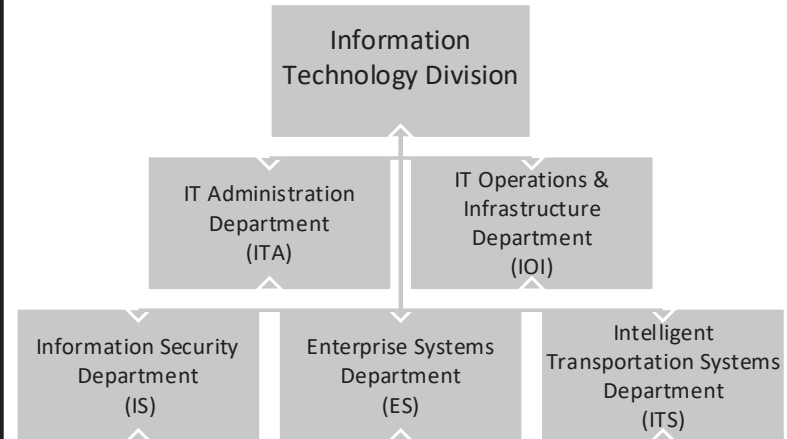 Information
Technology Division
IT Administration
Department
(ITA)
IT Operations &
Infrastructure
Department
(IOI)
Information Security
Department
(IS)
Enterprise Systems
Department
(ES)
Intelligent
Transportation Systems
Department
(ITS)